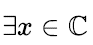 ∃x ∈ ℂ